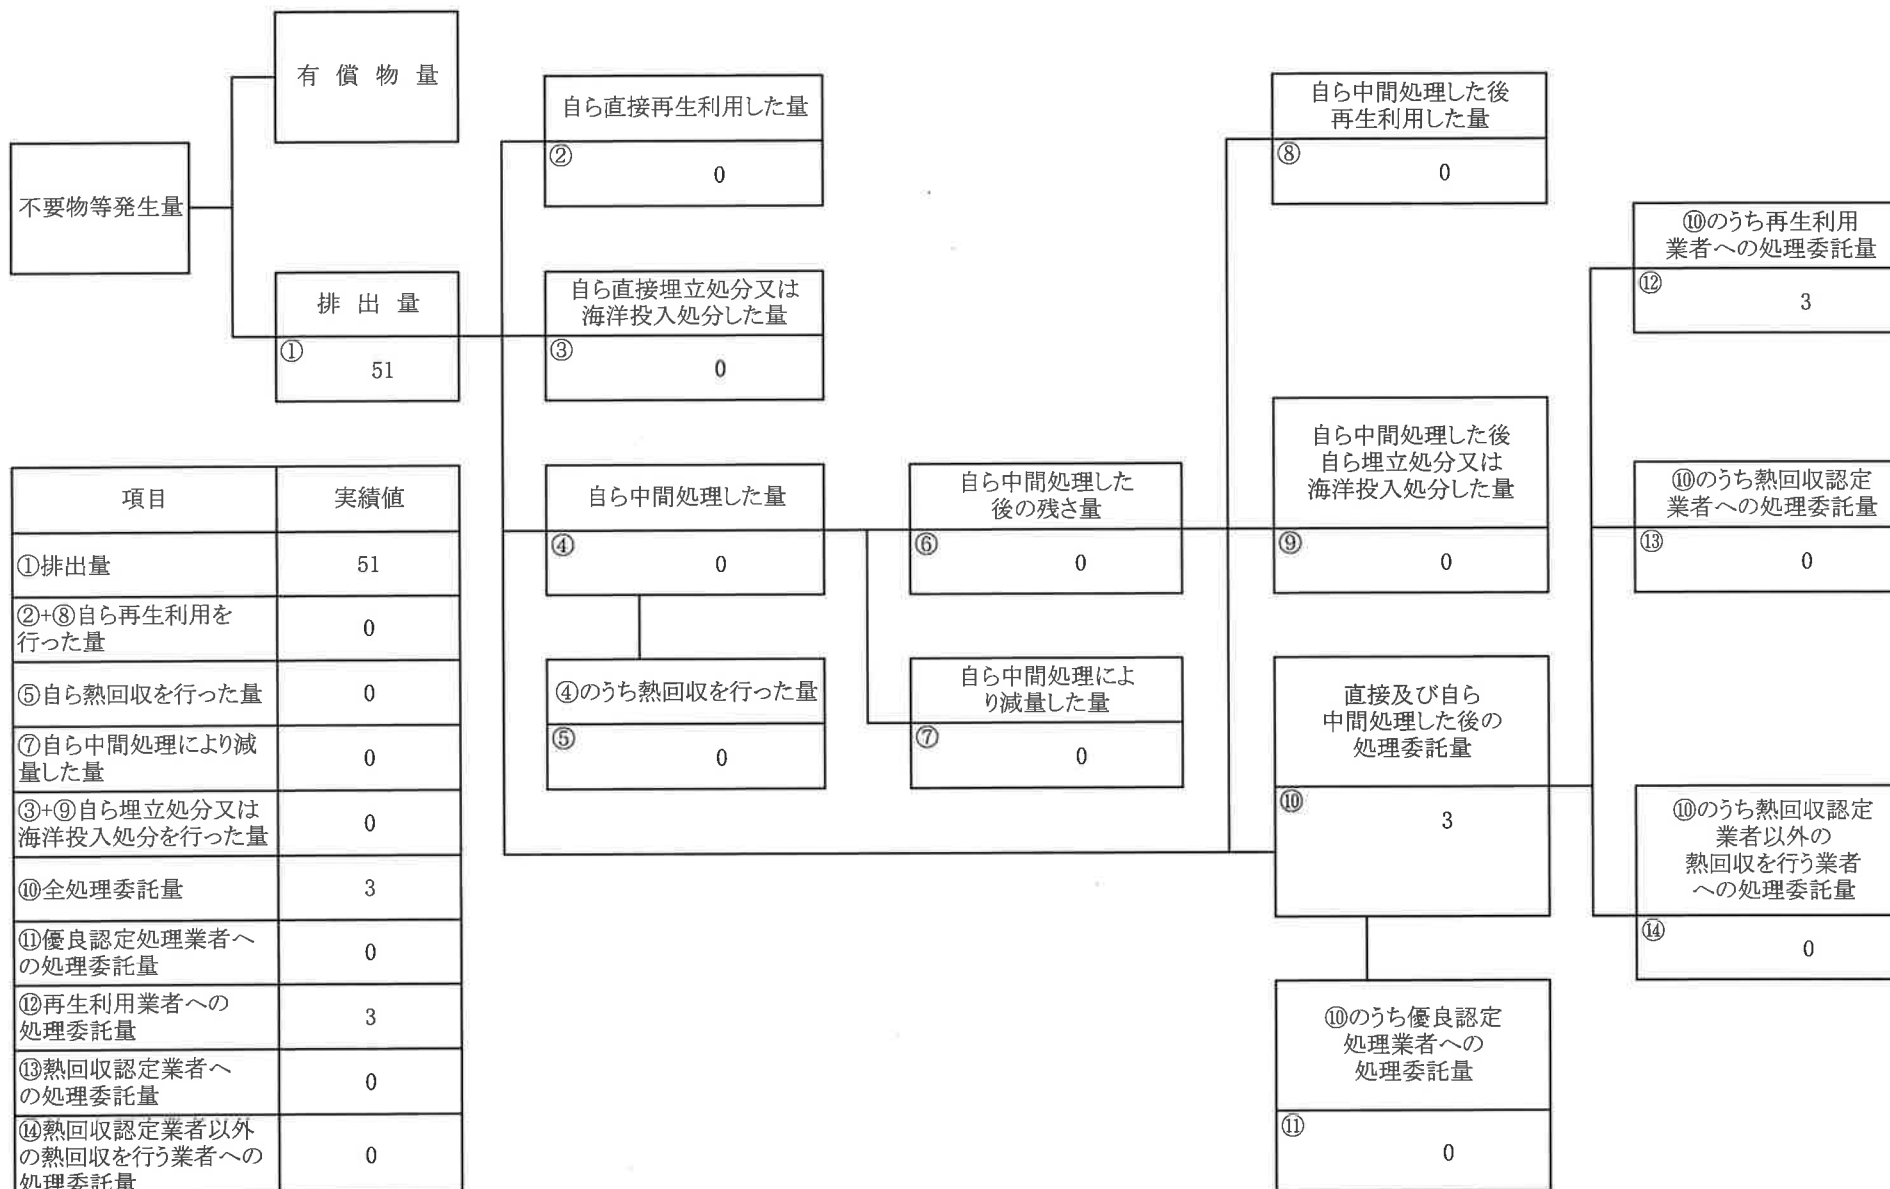 有償物量
不要物等発生量
排出量
①
51
自ら直接再生利用した量
②
0
自ら直接埋立処分又は
海洋投入処分した量
③
0
自ら中間処理した量
④
0
④のうち熱回収を行った量
⑤
0
自ら中間処理した
後の残さ量
⑥
0
自ら中間処理によ
り減量した量
⑦
0
自ら中間処理した後
再生利用した量
⑧
0
自ら中間処理した後
自ら埋立処分又は
海洋投入処分した量
⑨
0
直接及び自ら
中間処理した後の
処理委託量
⑩
3
⑩のうち優良認定
処理業者への
処理委託量
⑪
0
⑩のうち再生利用
業者への処理委託量
⑫
3
⑩のうち熱回収認定
業者への処理委託量
⑬
0
⑩のうち熱回収認定
業者以外の
熱回収を行う業者
への処理委託量
⑭
0
項目 実績値
①排出量 51
②+⑧自ら再生利用を
行った量 0
⑤自ら熱回収を行った量 0
⑦自ら中間処理により減
量した量 0
③+⑨自ら埋立処分又は
海洋投入処分を行った量 0
⑩全処理委託量 3
⑪優良認定処理業者へ
の処理委託量 0
⑫再生利用業者への
処理委託量 3
⑬熱回収認定業者へ
の処理委託量 0
⑭熱回収認定業者以外
の熱回収を行う業者への
処理委託量 0